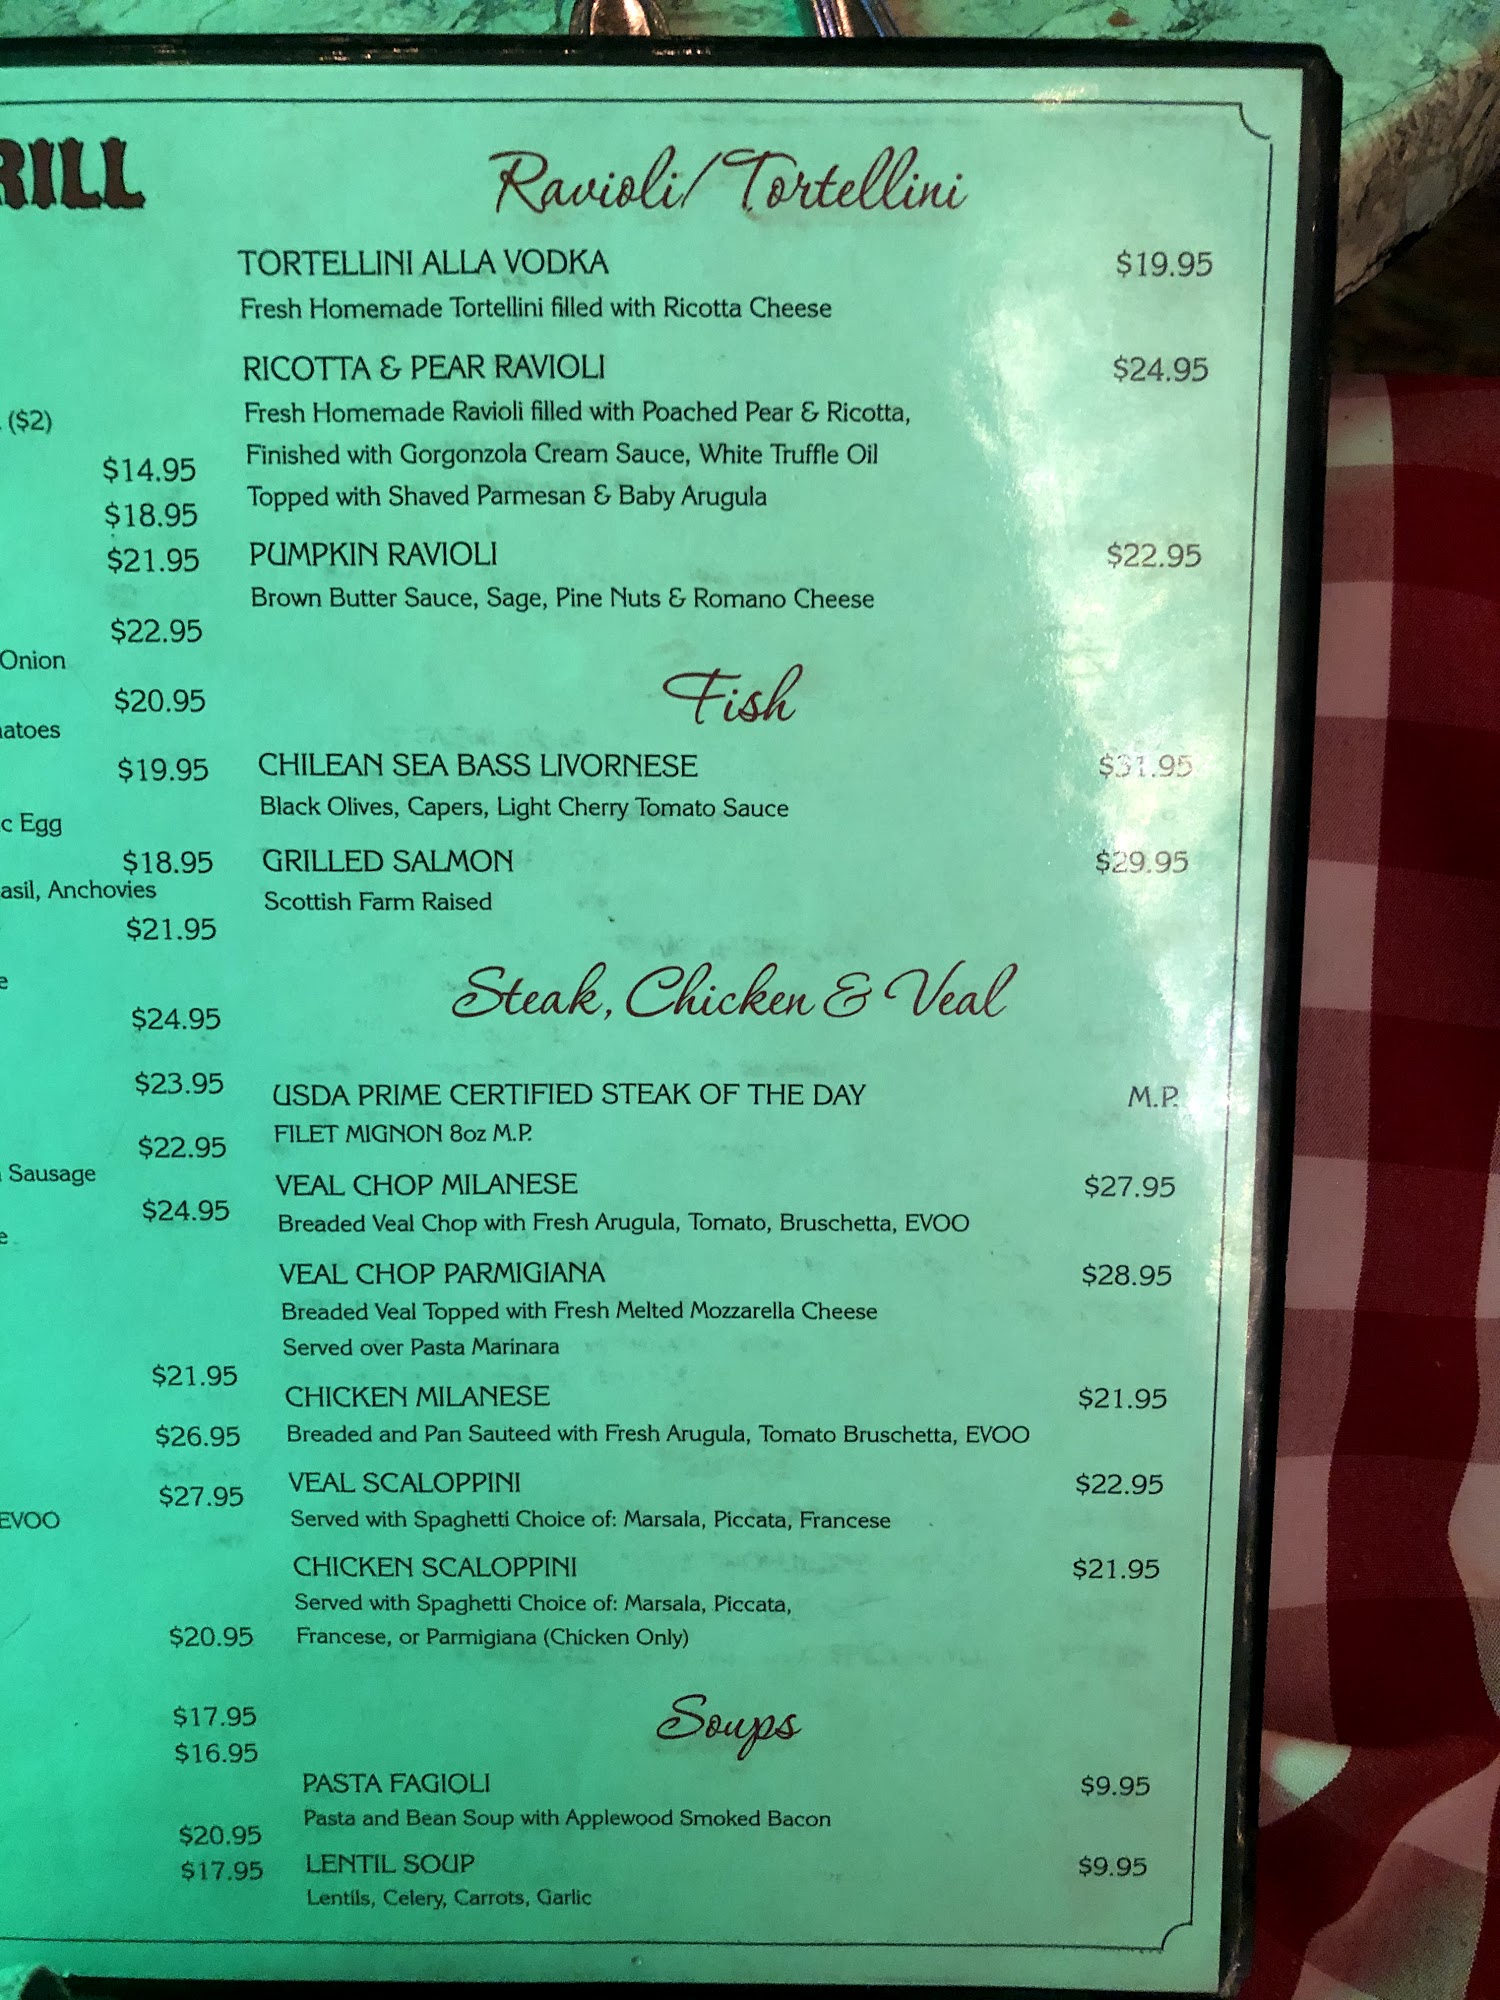 RILL
($2)
$14.95
$18.95
$21.95
$22.95
Onion
$20.95
atoes
$19.95
c Egg
$18.95
asil, Anchovies
$21.95
e
$24.95
$23.95
$22.95
Sausage
$24.95
e
$21.95
$26.95
$27.95
EVOO
$20.95
$17.95
$16.95
$20.95
$17.95
Ravioli/Tortellini
TORTELLINI ALLA VODKA $19.95
Fresh Homemade Tortellini filled with Ricotta Cheese
RICOTTA & PEAR RAVIOLI $24.95
Fresh Homemade Ravioli filled with Poached Pear & Ricotta,
Finished with Gorgonzola Cream Sauce, White Truffle Oil
Topped with Shaved Parmesan & Baby Arugula
PUMPKIN RAVIOLI $22.95
Brown Butter Sauce, Sage, Pine Nuts & Romano Cheese
Fish
CHILEAN SEA BASS LIVORNESE $31.95
Black Olives, Capers, Light Cherry Tomato Sauce
GRILLED SALMON $29.95
Scottish Farm Raised
Steak, Chicken & Veal
USDA PRIME CERTIFIED STEAK OF THE DAY M.P.
FILET MIGNON 8oz M.P.
VEAL CHOP MILANESE $27.95
Breaded Veal Chop with Fresh Arugula, Tomato, Bruschetta, EVOO
VEAL CHOP PARMIGIANA $28.95
Breaded Veal Topped with Fresh Melted Mozzarella Cheese
Served over Pasta Marinara
CHICKEN MILANESE $21.95
Breaded and Pan Sauteed with Fresh Arugula, Tomato Bruschetta, EVOO
VEAL SCALOPPINI $22.95
Served with Spaghetti Choice of: Marsala, Piccata, Francese
CHICKEN SCALOPPINI $21.95
Served with Spaghetti Choice of: Marsala, Piccata,
Francese, or Parmigiana (Chicken Only)
Soups
PASTA FAGIOLI $9.95
Pasta and Bean Soup with Applewood Smoked Bacon
LENTIL SOUP $9.95
Lentils, Celery, Carrots, Garlic